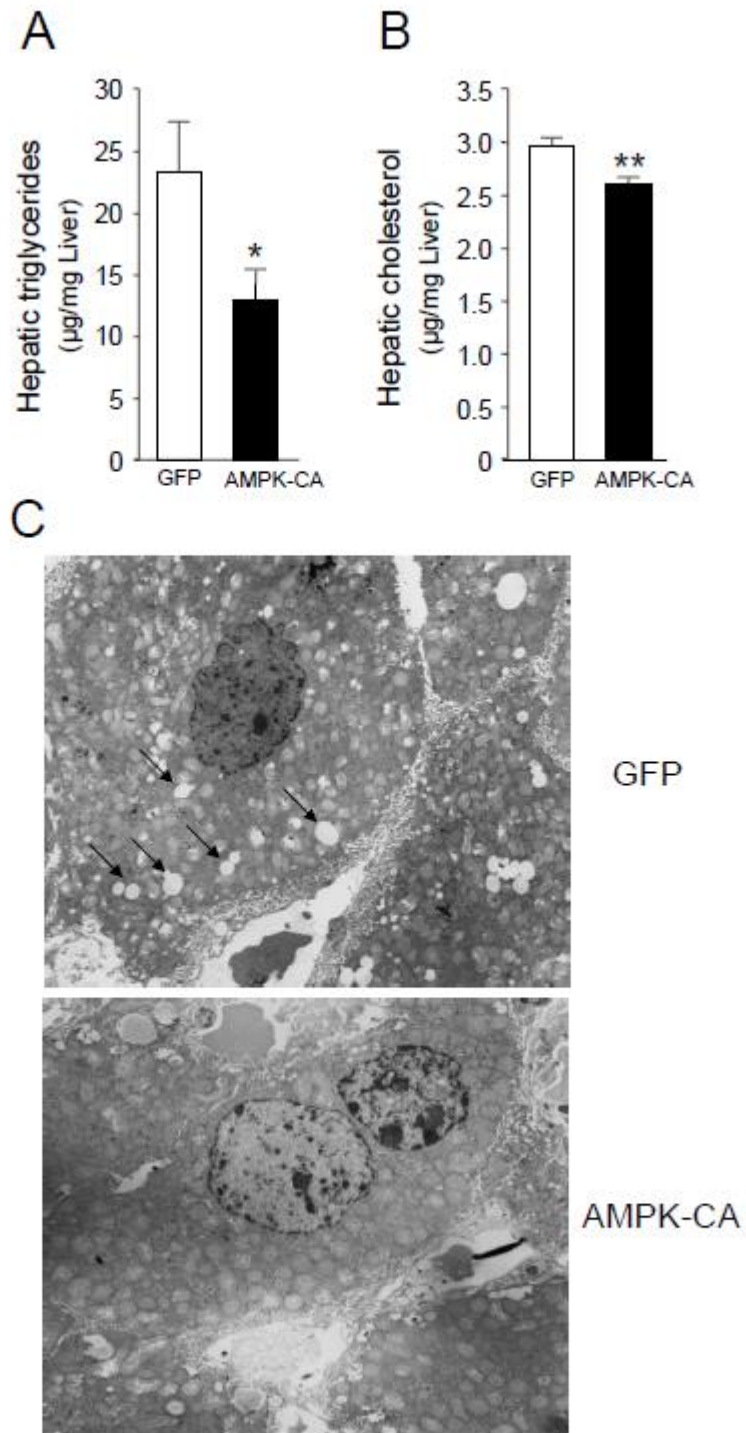 A
Hepatic triglycerides
(µg/mg Liver)
30
25
20
15
10
5
0
*
GFP
AMPK-CA
B
Hepatic cholesterol
(µg/mg Liver)
3.5
3.0
2.5
2.0
1.5
1.0
0.5
0
**
GFP
AMPK-CA
C
GFP
AMPK-CA